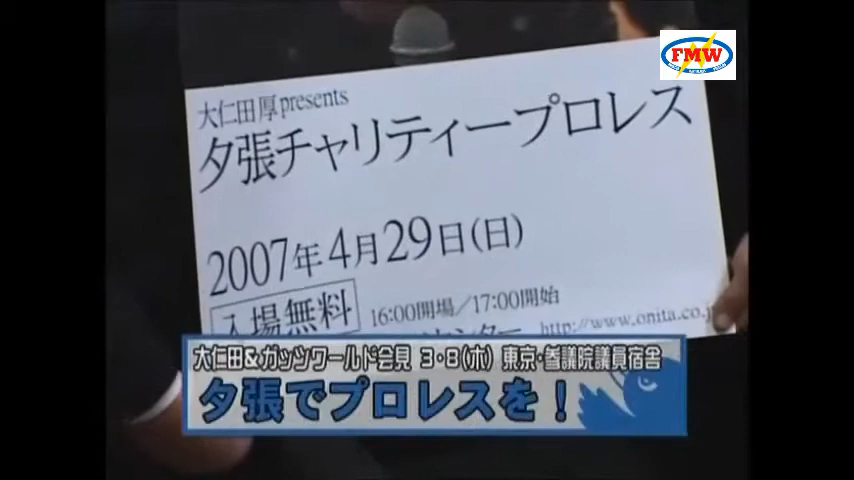 FMW
大仁田厚presents
夕張チャリティープロレス
2007年4月29日(日)
入場無料
16:00開場/17:00開始
http://www.onita.co.j
大仁田&ガッツワールド会見 3・8(木) 東京・参議院議員宿舎
夕張でプロレスを!